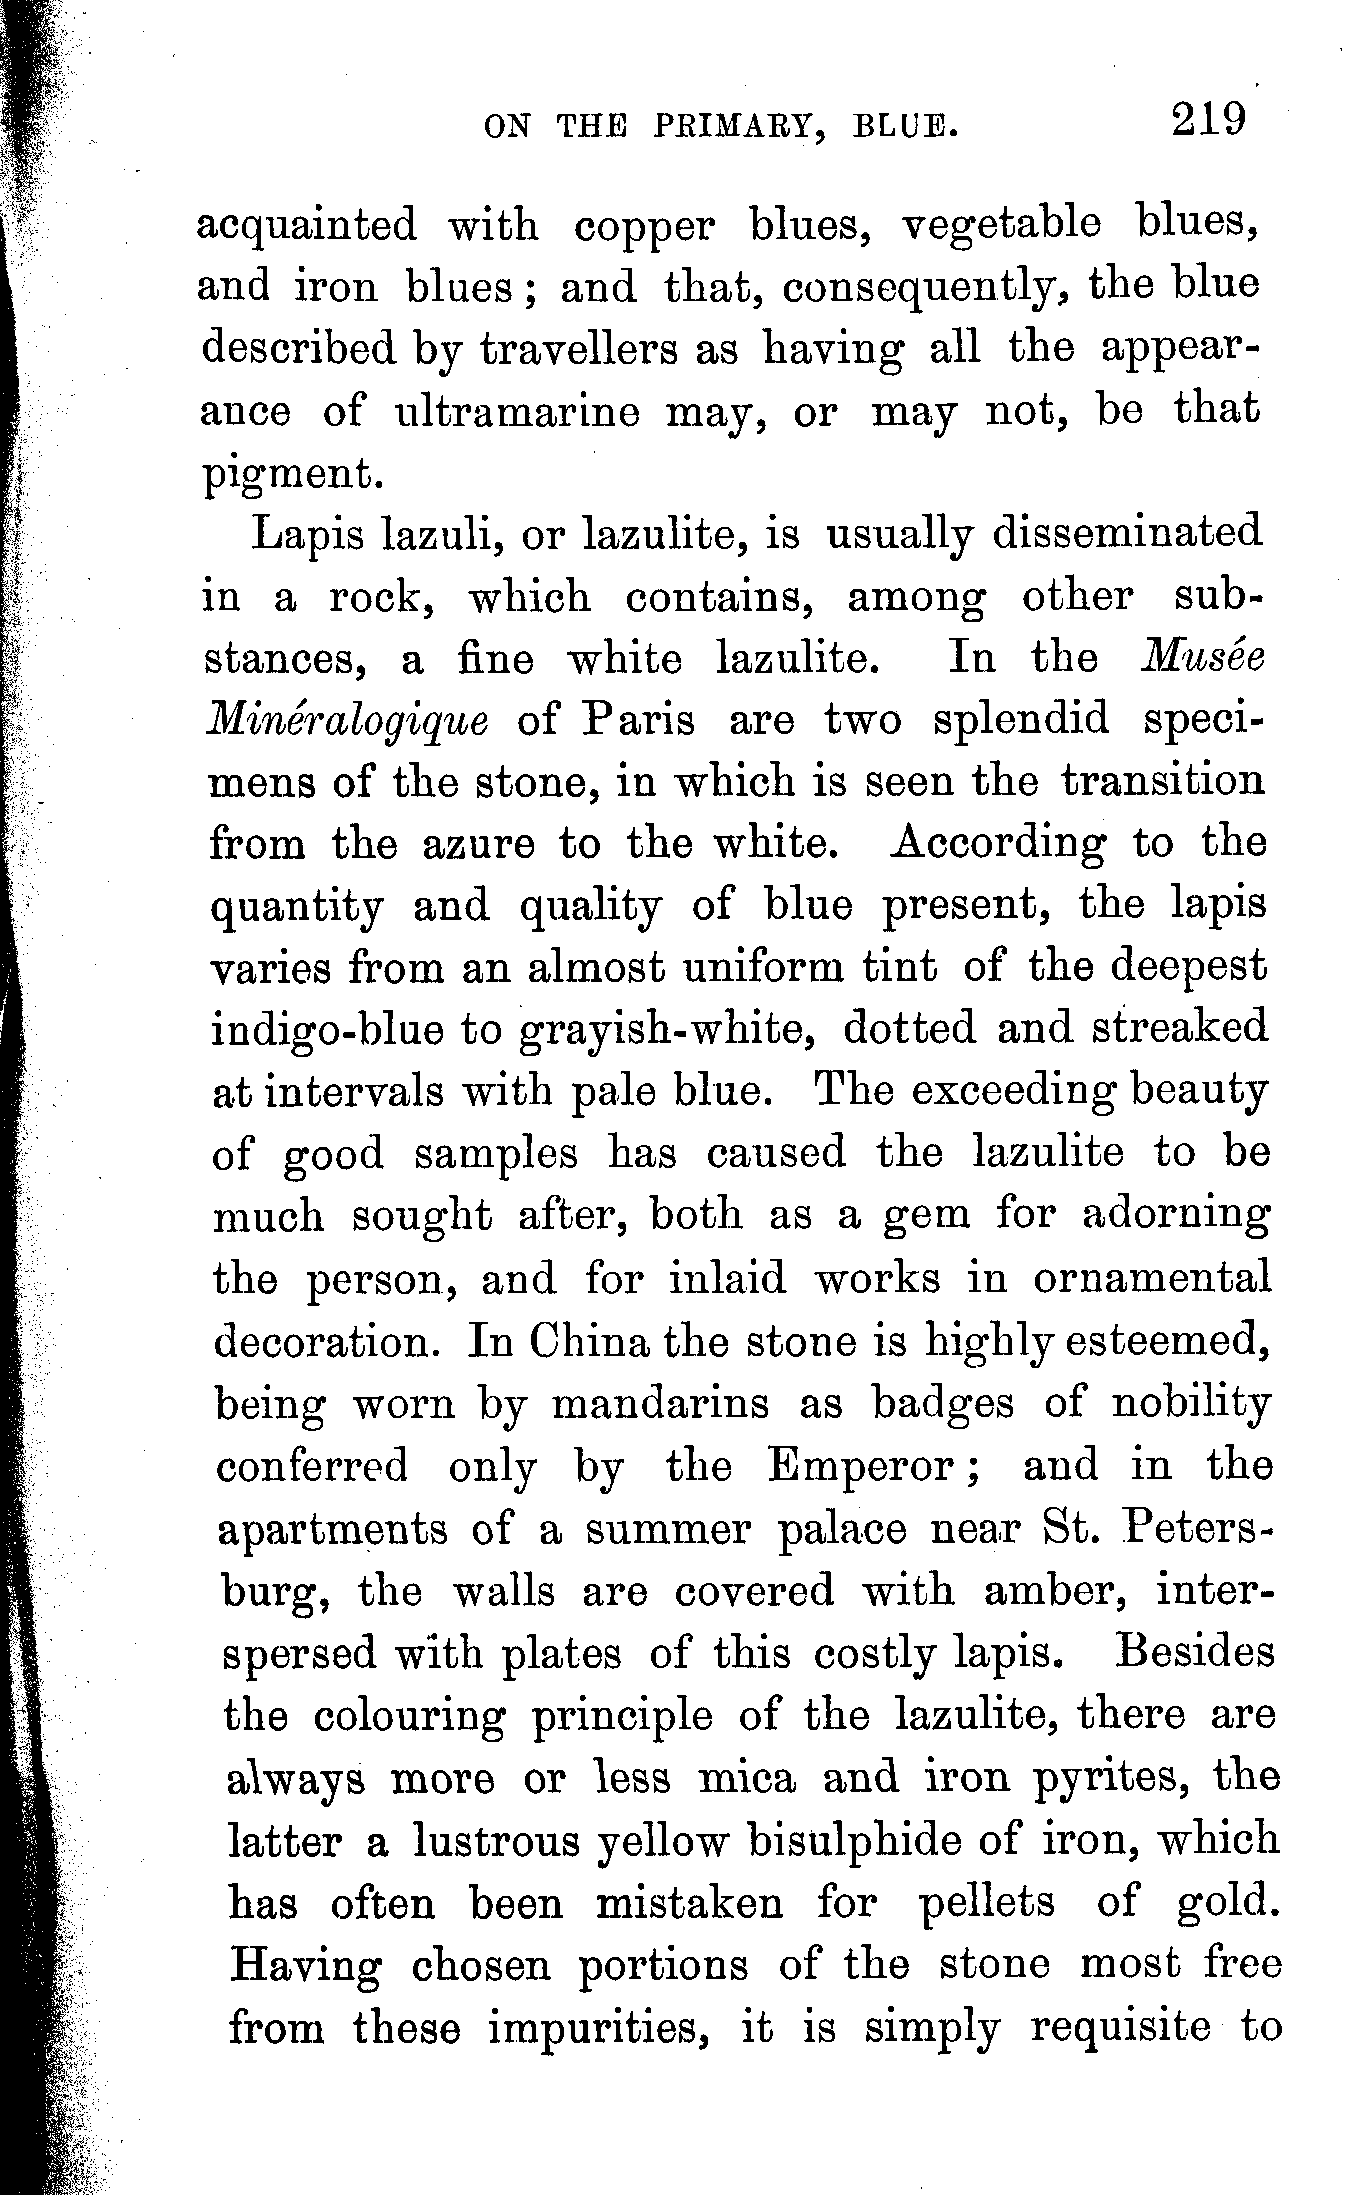 ON THE PRIMARY, BLUE. 219
acquainted with copper blues, vegetable blues,
and iron blues ; and that, consequently, the blue
described by travellers as having all the appear-
ance of ultramarine may, or may not, be that
pigment.
Lapis lazuli, or lazulite, is usually disseminated
in a rock, which contains, among other sub-
stances, a fine white lazulite. In the Musée
Minéralogique of Paris are two splendid speci-
mens of the stone, in which is seen the transition
from the azure to the white. According to the
quantity and quality of blue present, the lapis
varies from an almost uniform tint of the deepest
indigo-blue to grayish-white, dotted and streaked
at intervals with pale blue. The exceeding beauty
of good samples has caused the lazulite to be
much sought after, both as a gem for adorning
the person, and for inlaid works in ornamental
decoration. In China the stone is highly esteemed,
being worn by mandarins as badges of nobility
conferred only by the Emperor ; and in the
apartments of a summer palace near St. Peters-
burg, the walls are covered with amber, inter-
spersed with plates of this costly lapis. Besides
the colouring principle of the lazulite, there are
always more or less mica and iron pyrites, the
latter a lustrous yellow bisulphide of iron, which
has often been mistaken for pellets of gold.
Having chosen portions of the stone most free
from these impurities, it is simply requisite to